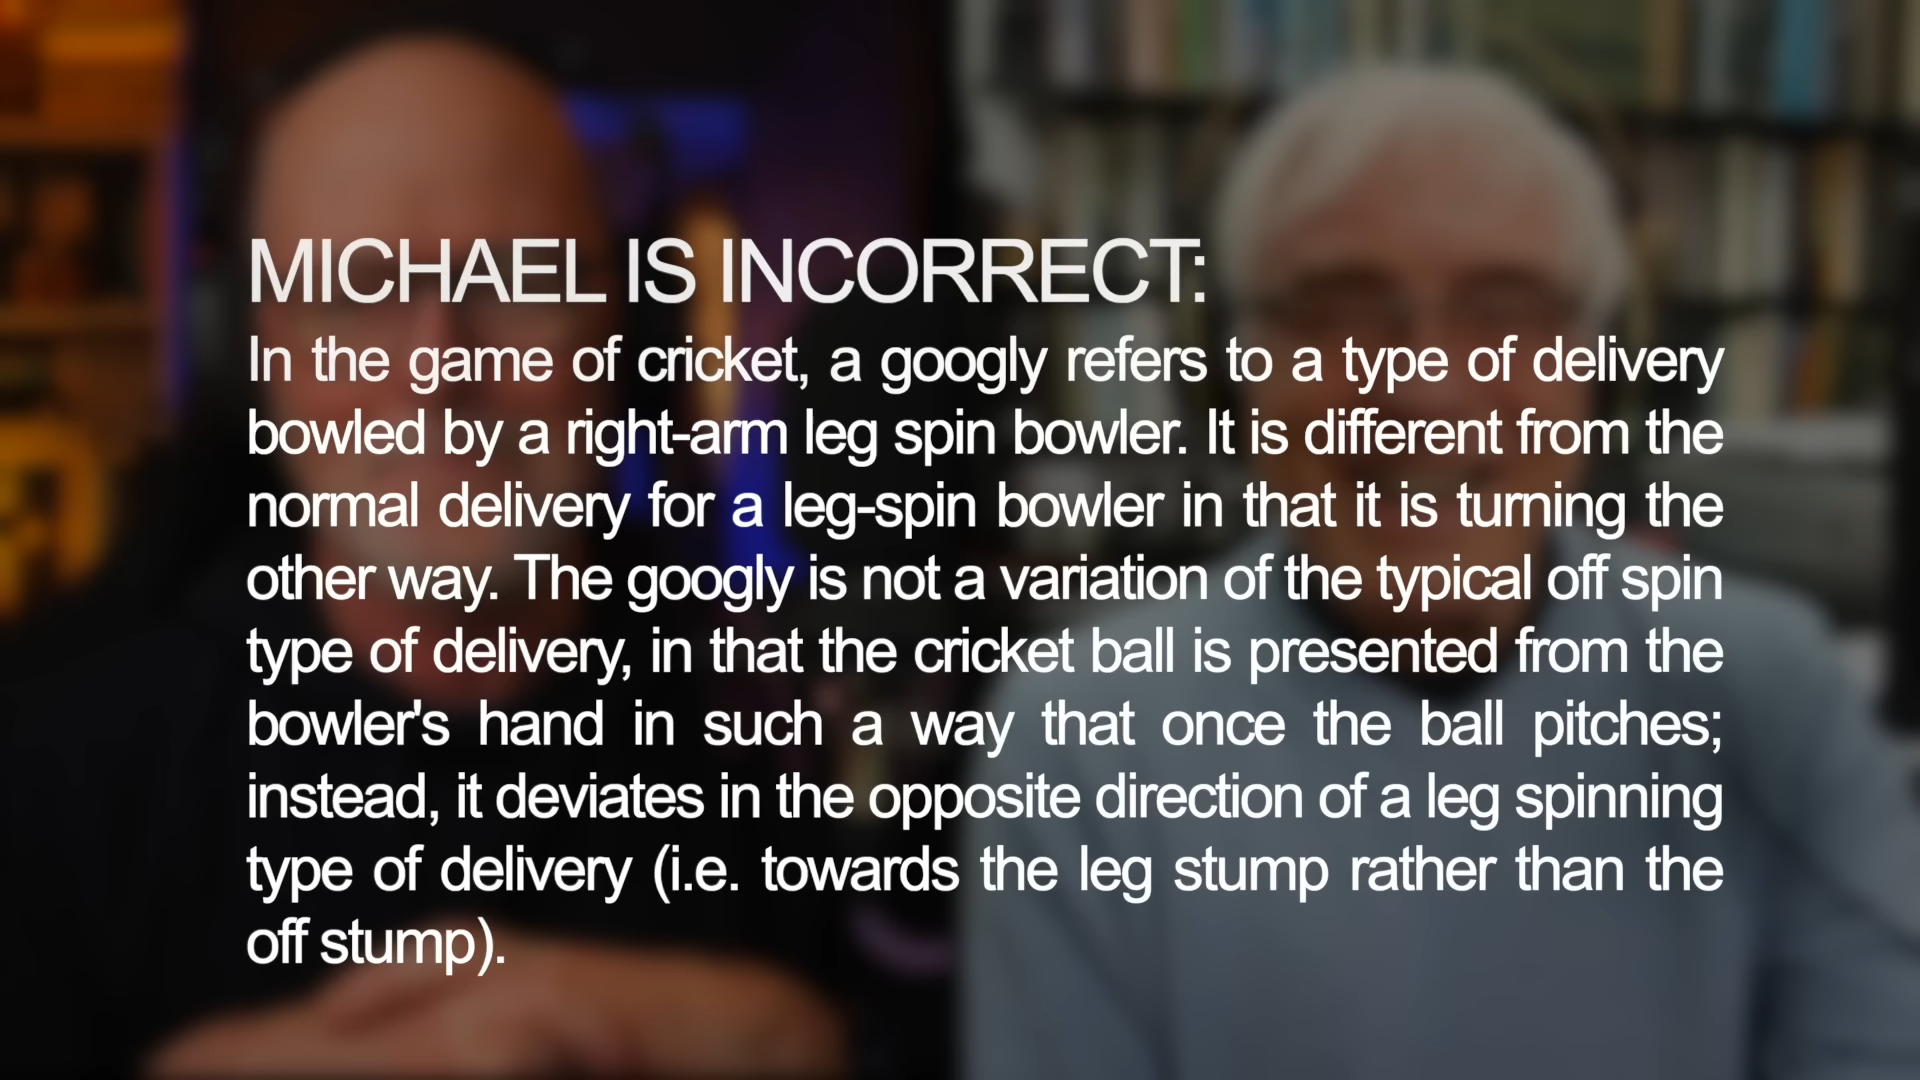 MICHAEL IS INCORRECT:
In the game of cricket, a googly refers to a type of delivery
bowled by a right-arm leg spin bowler. It is different from the
normal delivery for a leg-spin bowler in that it is turning the
other way. The googly is not a variation of the typical off spin
type of delivery, in that the cricket ball is presented from the
bowler's hand in such a way that once the ball pitches;
instead, it deviates in the opposite direction of a leg spinning
type of delivery (i.e. towards the leg stump rather than the
off stump).